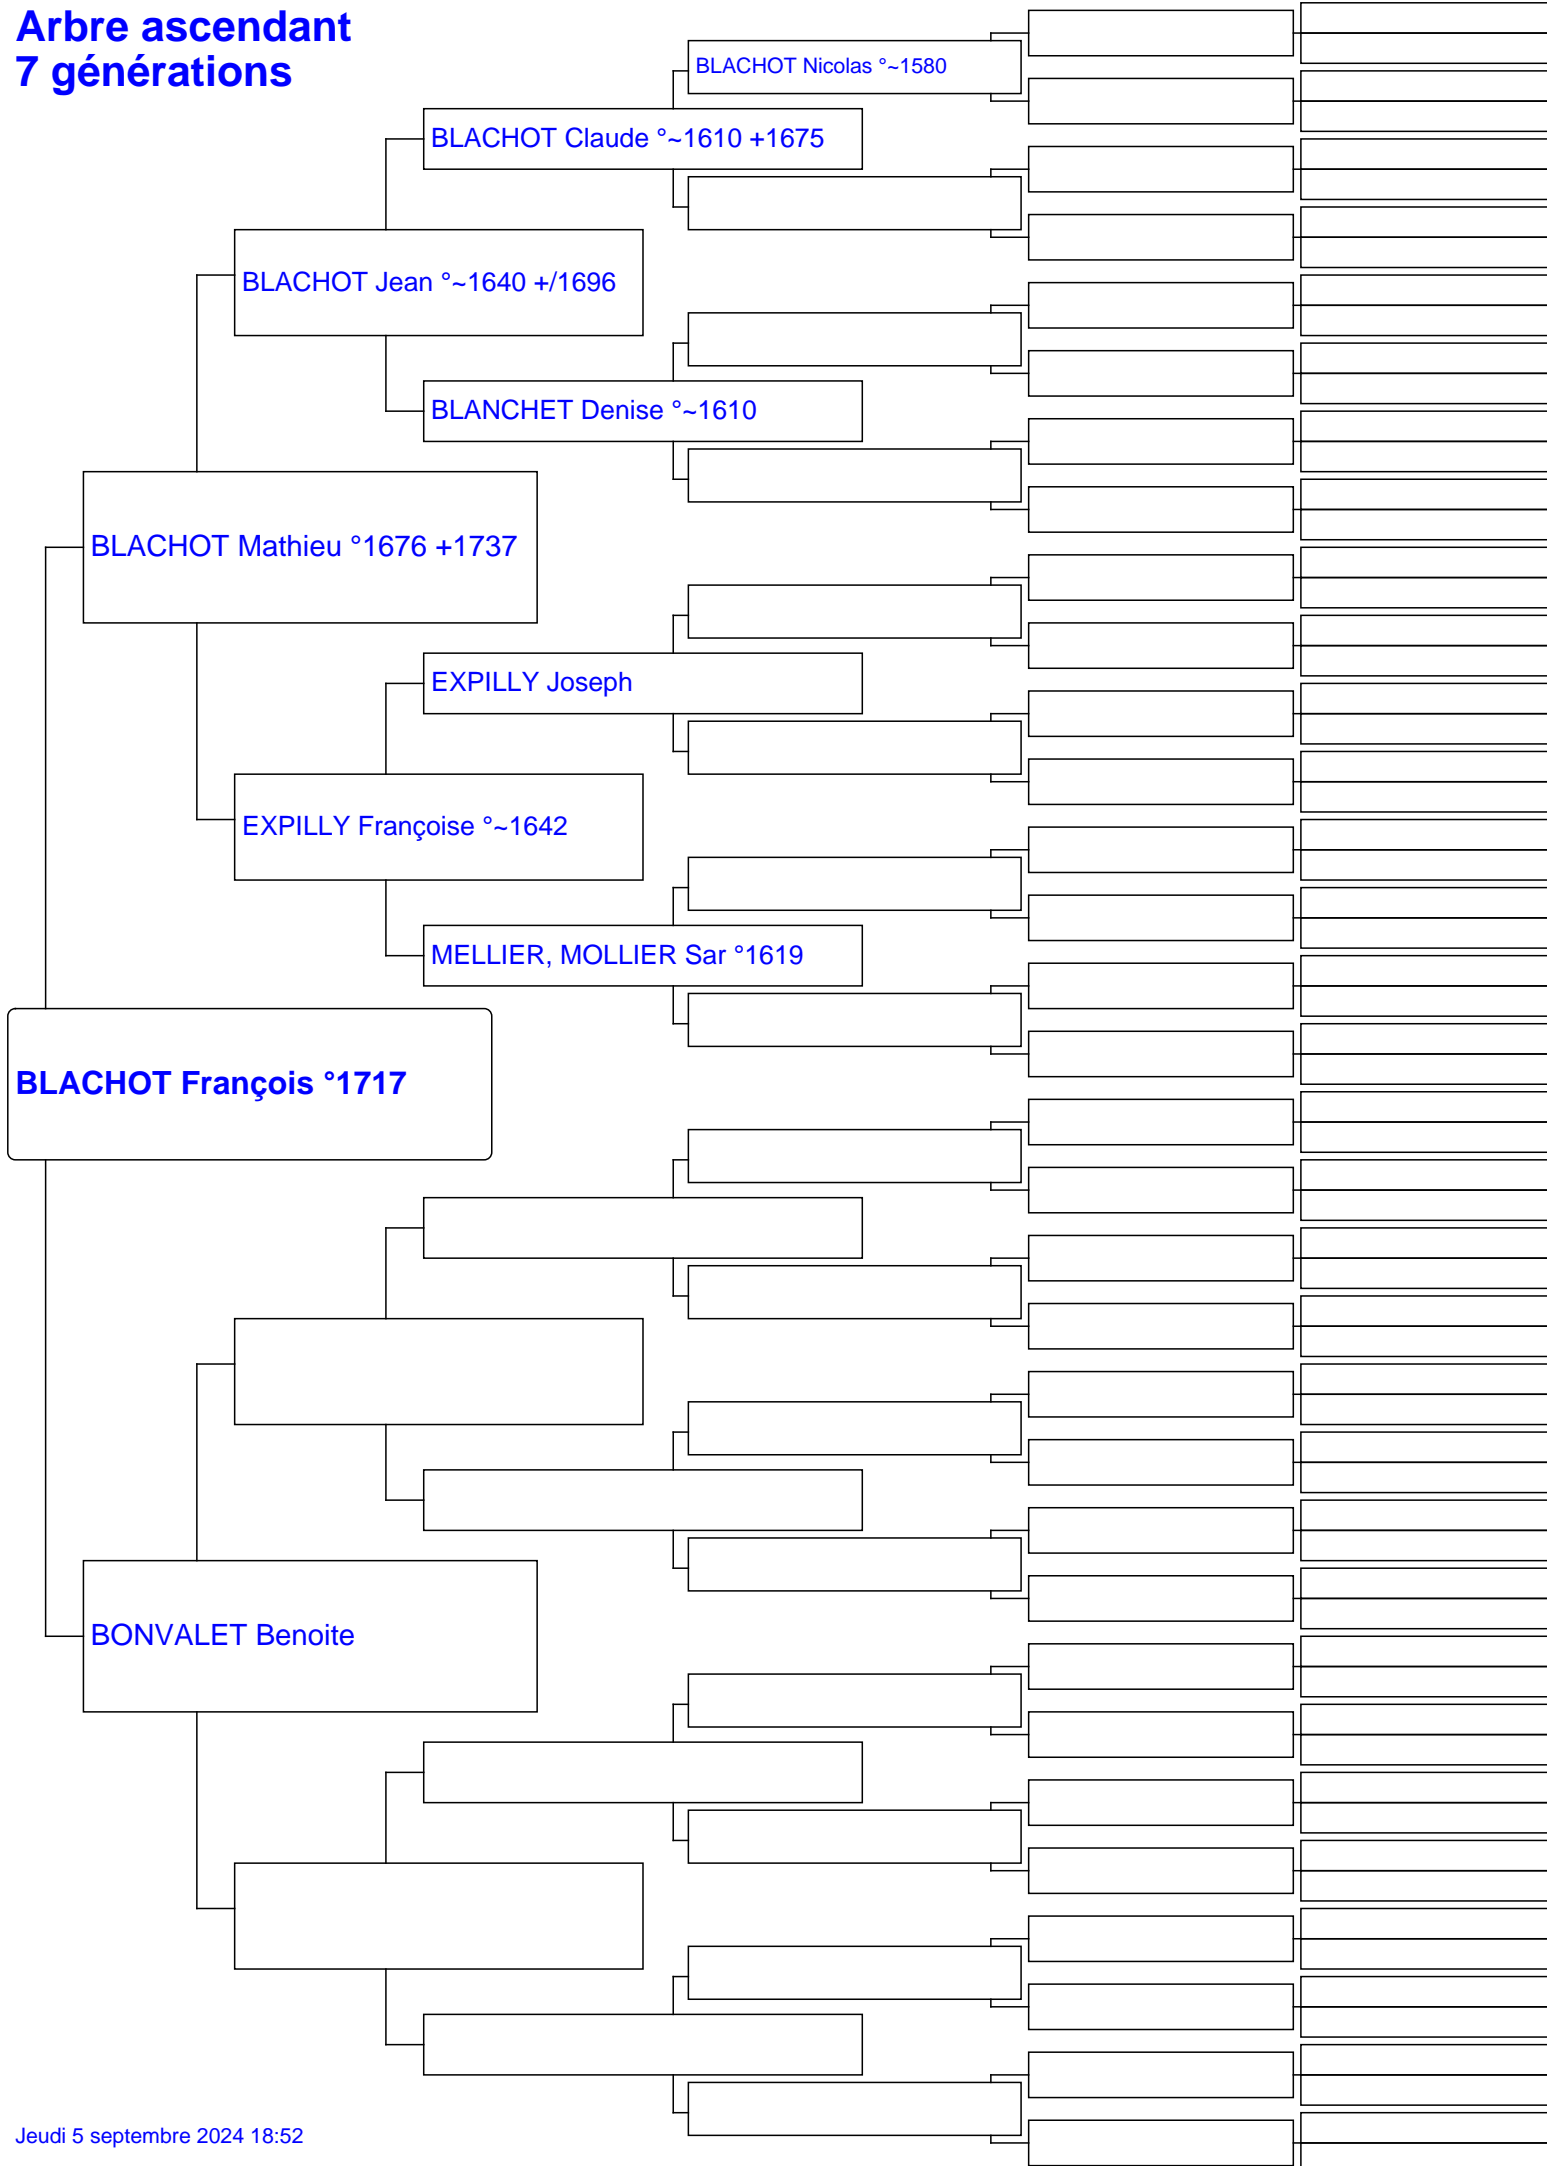 Arbre ascendant
7 générations
BLACHOT Nicolas °~1580
BLACHOT Claude °~1610 +1675
BLACHOT Jean °~1640 +/1696
BLANCHET Denise °~1610
BLACHOT Mathieu °1676 +1737
EXPILLY Joseph
EXPILLY Françoise °~1642
MELLIER, MOLLIER Sar °1619
BLACHOT François °1717
BONVALET Benoite
Jeudi 5 septembre 2024 18:52